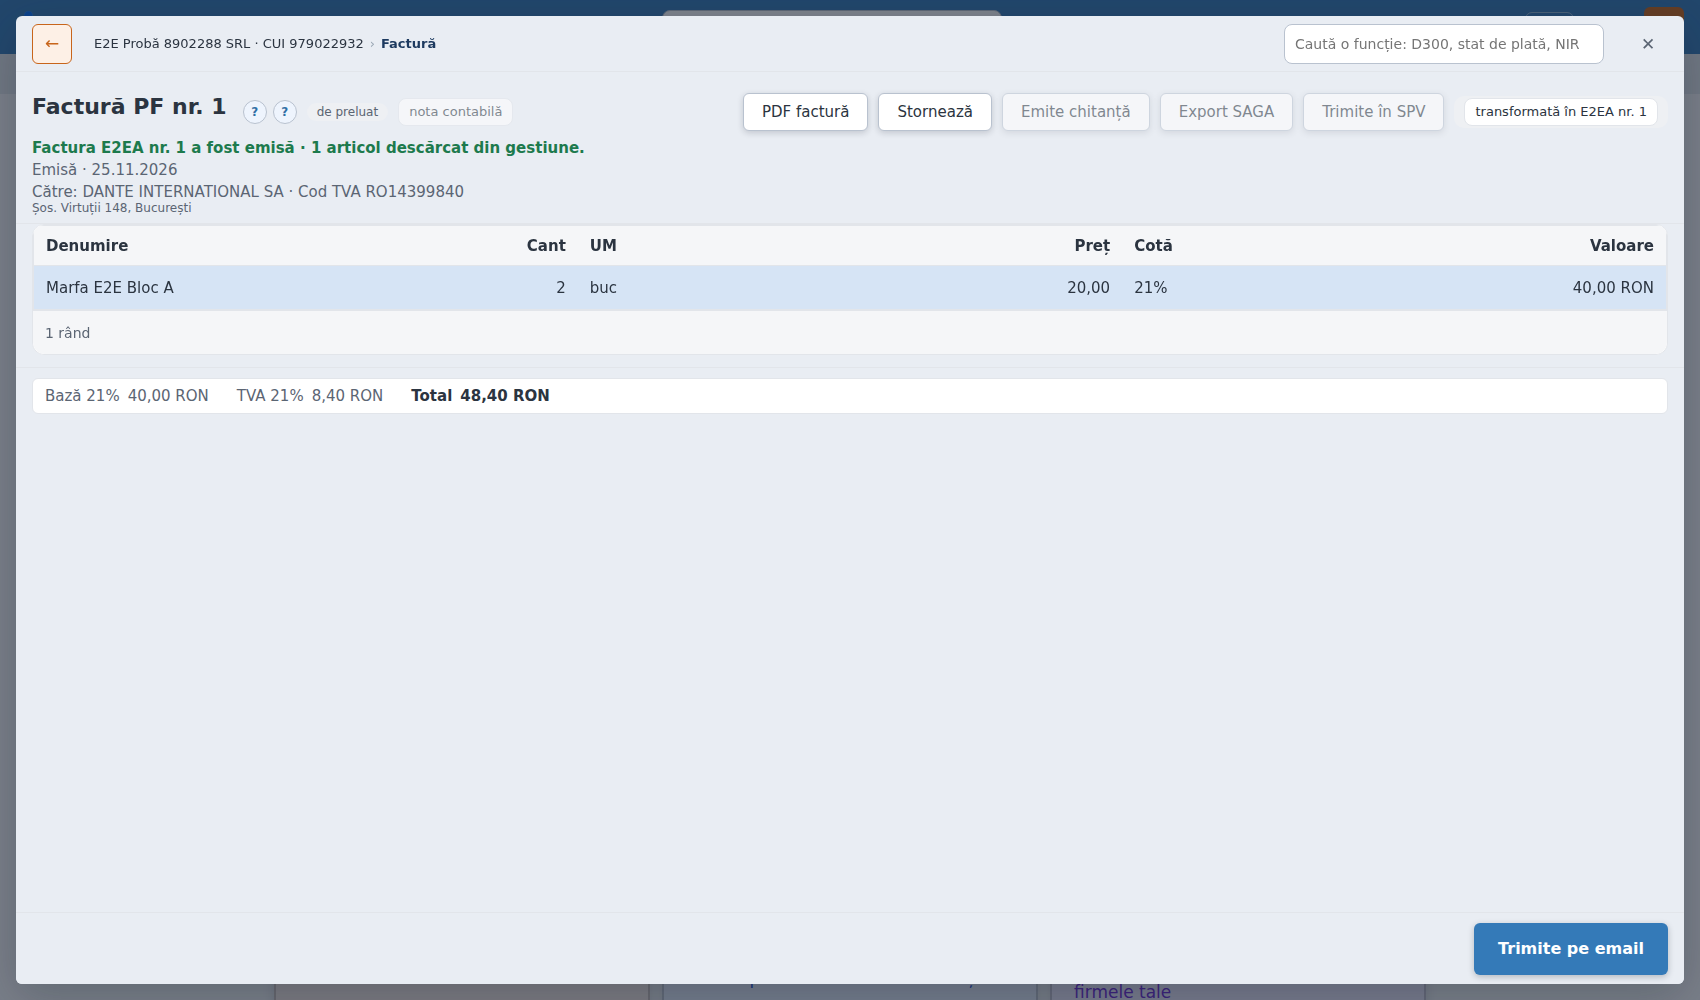 ← E2E Probă 8902288 SRL · CUI 979022932 › Factură Caută o funcție: D300, stat de plată, NIR ✕
Factură PF nr. 1 ? ? de preluat nota contabilă PDF factură Stornează Emite chitanță Export SAGA Trimite în SPV transformată în E2EA nr. 1
Factura E2EA nr. 1 a fost emisă · 1 articol descărcat din gestiune.
Emisă · 25.11.2026
Către: DANTE INTERNATIONAL SA · Cod TVA RO14399840
Șos. Virtuții 148, București
Denumire Cant UM Preț Cotă Valoare
Marfa E2E Bloc A 2 buc 20,00 21% 40,00 RON
1 rând
Bază 21% 40,00 RON TVA 21% 8,40 RON Total 48,40 RON
Trimite pe email
firmele tale